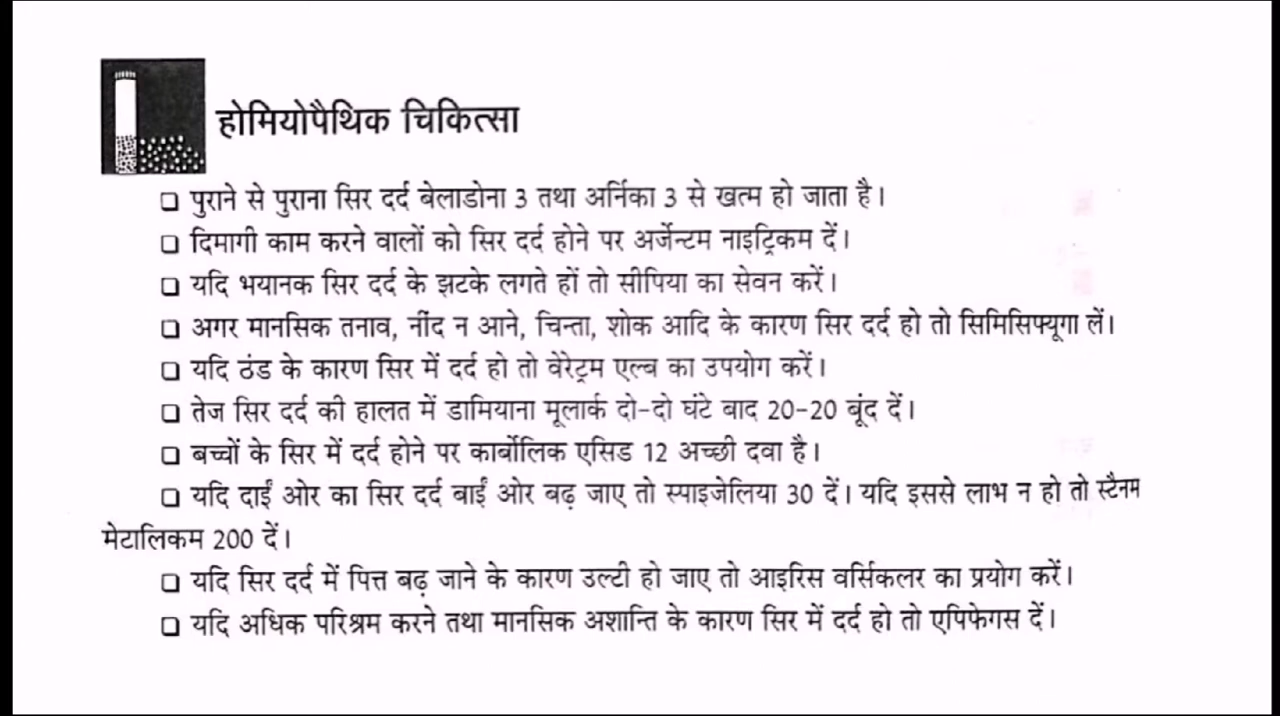 होमियोपैथिक चिकित्सा
❑ पुराने से पुराना सिर दर्द बेलाडोना 3 तथा अर्निका 3 से खत्म हो जाता है।
❑ दिमागी काम करने वालों को सिर दर्द होने पर अर्जेन्टम नाइट्रिकम दें।
❑ यदि भयानक सिर दर्द के झटके लगते हों तो सीपिया का सेवन करें।
❑ अगर मानसिक तनाव, नींद न आने, चिन्ता, शोक आदि के कारण सिर दर्द हो तो सिमिसिफ्यूगा लें।
❑ यदि ठंड के कारण सिर में दर्द हो तो वेरेट्रम एल्ब का उपयोग करें।
❑ तेज सिर दर्द की हालत में डामियाना मूलार्क दो-दो घंटे बाद 20-20 बूंद दें।
❑ बच्चों के सिर में दर्द होने पर कार्बोलिक एसिड 12 अच्छी दवा है।
❑ यदि दाईं ओर का सिर दर्द बाईं ओर बढ़ जाए तो स्पाइजेलिया 30 दें। यदि इससे लाभ न हो तो स्टैनम
मेटालिकम 200 दें।
❑ यदि सिर दर्द में पित्त बढ़ जाने के कारण उल्टी हो जाए तो आइरिस वर्सिकलर का प्रयोग करें।
❑ यदि अधिक परिश्रम करने तथा मानसिक अशान्ति के कारण सिर में दर्द हो तो एपिफेगस दें।